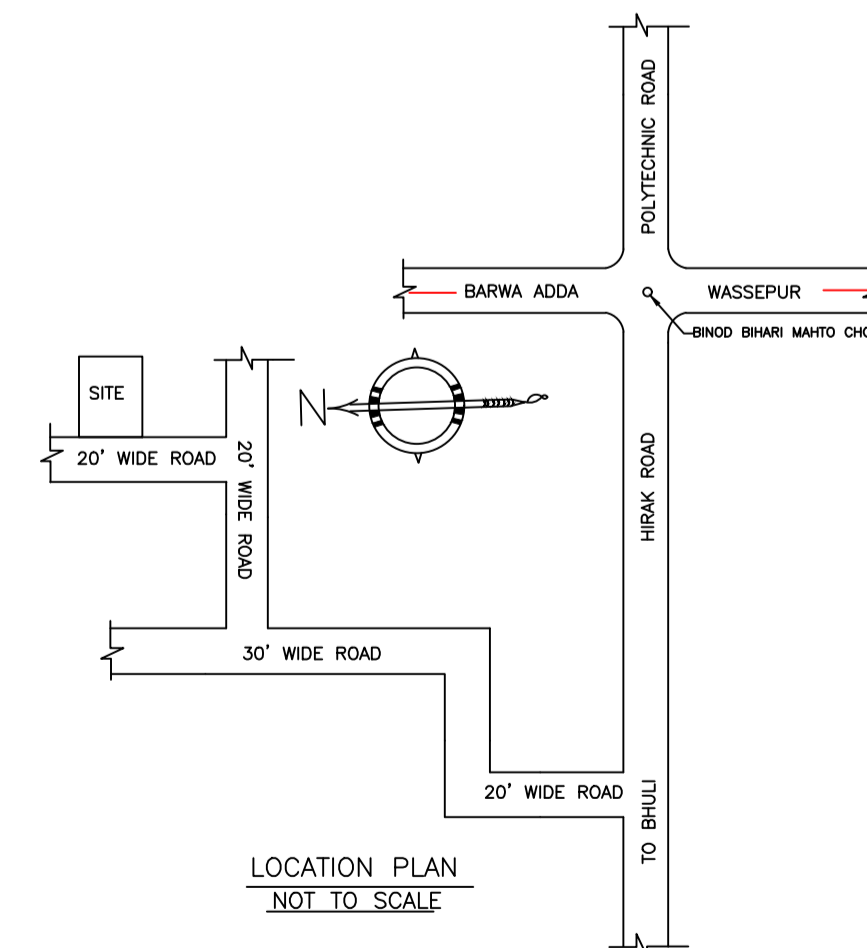 POLYTECHNIC ROAD
BARWA ADDA
WASSEPUR
BINOD BIHARI MAHTO
SITE
N
20' WIDE ROAD
20' WIDE ROAD
HIRAK ROAD
30' WIDE ROAD
20' WIDE ROAD
TO BHULI
LOCATION PLAN
NOT TO SCALE